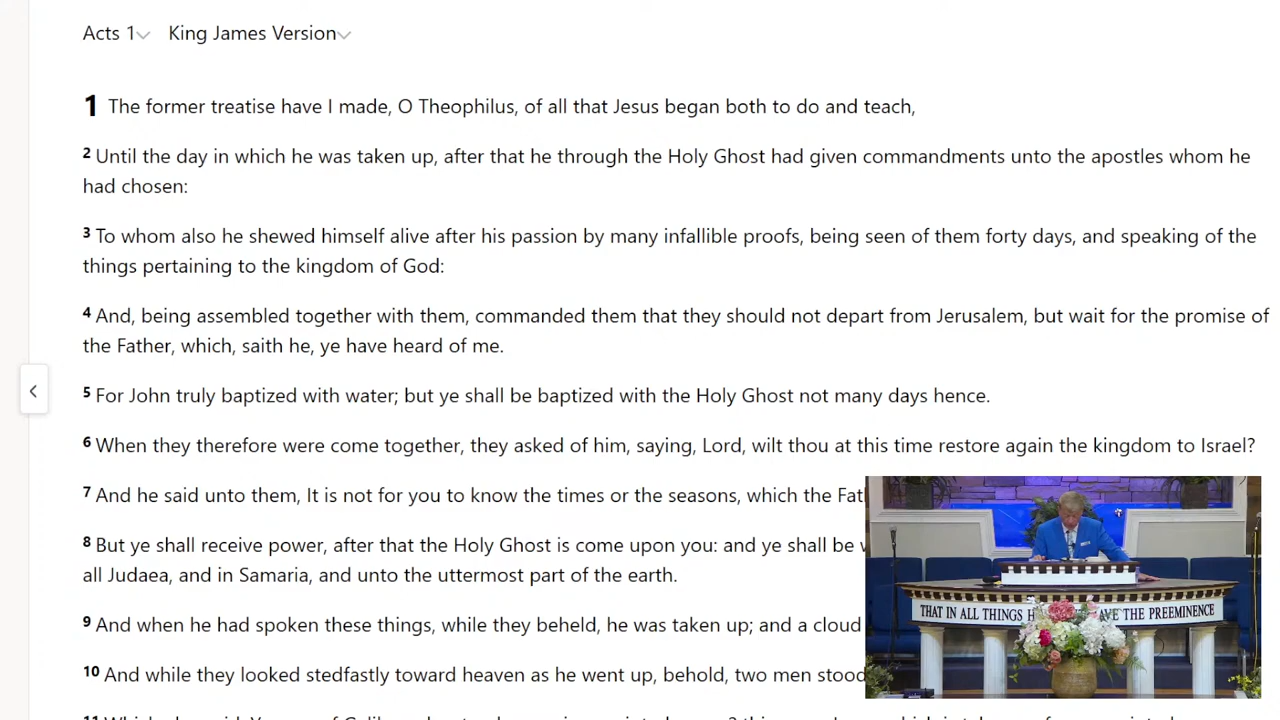 Acts 1 King James Version
1 The former treatise have I made, O Theophilus, of all that Jesus began both to do and teach,
2 Until the day in which he was taken up, after that he through the Holy Ghost had given commandments unto the apostles whom he
had chosen:
3 To whom also he shewed himself alive after his passion by many infallible proofs, being seen of them forty days, and speaking of the
things pertaining to the kingdom of God:
4 And, being assembled together with them, commanded them that they should not depart from Jerusalem, but wait for the promise of
the Father, which, saith he, ye have heard of me.
5 For John truly baptized with water; but ye shall be baptized with the Holy Ghost not many days hence.
6 When they therefore were come together, they asked of him, saying, Lord, wilt thou at this time restore again the kingdom to Israel?
7 And he said unto them, It is not for you to know the times or the seasons, which the
8 But ye shall receive power, after that the Holy Ghost is come upon you: and ye shall be
all Judaea, and in Samaria, and unto the uttermost part of the earth.
9 And when he had spoken these things, while they beheld, he was taken up; and a cloud
10 And while they looked stedfastly toward heaven as he went up, behold, two men stood
THAT IN ALL THINGS THE PREEMINENCE